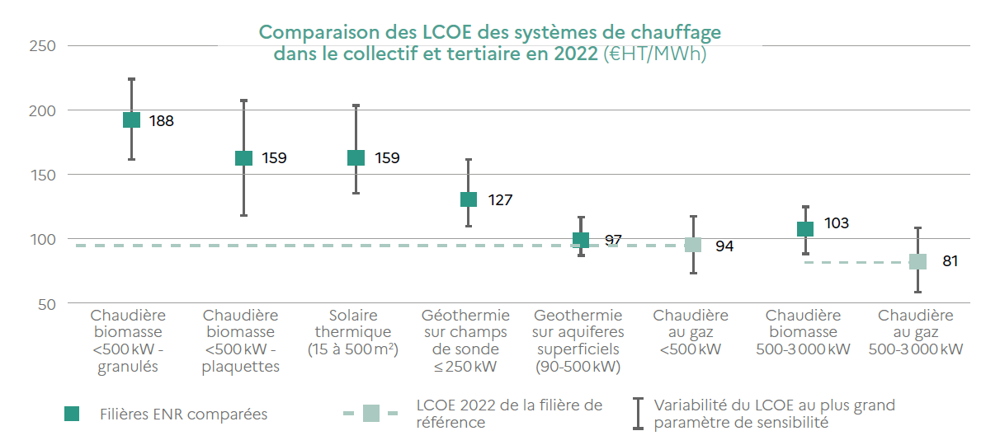 Comparaison des LCOE des systèmes de chauffage
dans le collectif et tertiaire en 2022 (€HT/MWh)
250
200
150
100
50
188
159
159
127
97
94
103
81
Chaudière
biomasse
<500 kW -
granulés
Chaudière
biomasse
<500 kW -
plaquettes
Solaire
thermique
(15 à 500 m²)
Géothermie
sur champs
de sonde
≤ 250 kW
Geothermie
sur aquiferes
superficiels
(90-500 kW)
Chaudière
au gaz
<500 kW
Chaudière
biomasse
500-3 000 kW
Chaudière
au gaz
500-3 000 kW
Filières ENR comparées
LCOE 2022 de la filière de
référence
Variabilité du LCOE au plus grand
paramètre de sensibilité